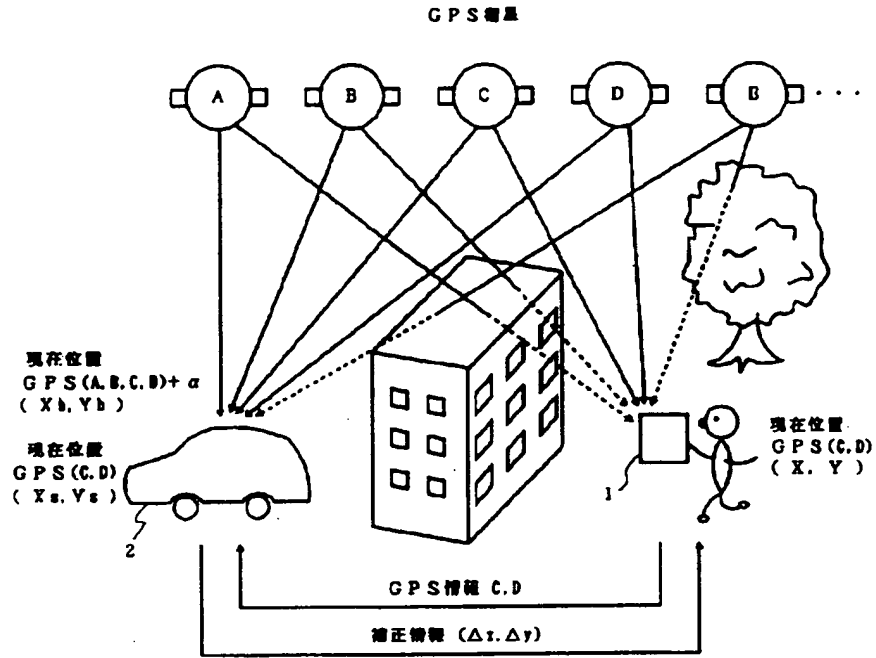 GPS衛星
A B C D E ・・・
現在位置
GPS(A,B,C,D)+α
(Xb,Yb)
現在位置
GPS(C,D)
(Xs,Ys)
現在位置
GPS(C,D)
(X, Y)
1
2
GPS情報 C,D
補正情報 (Δx,Δy)